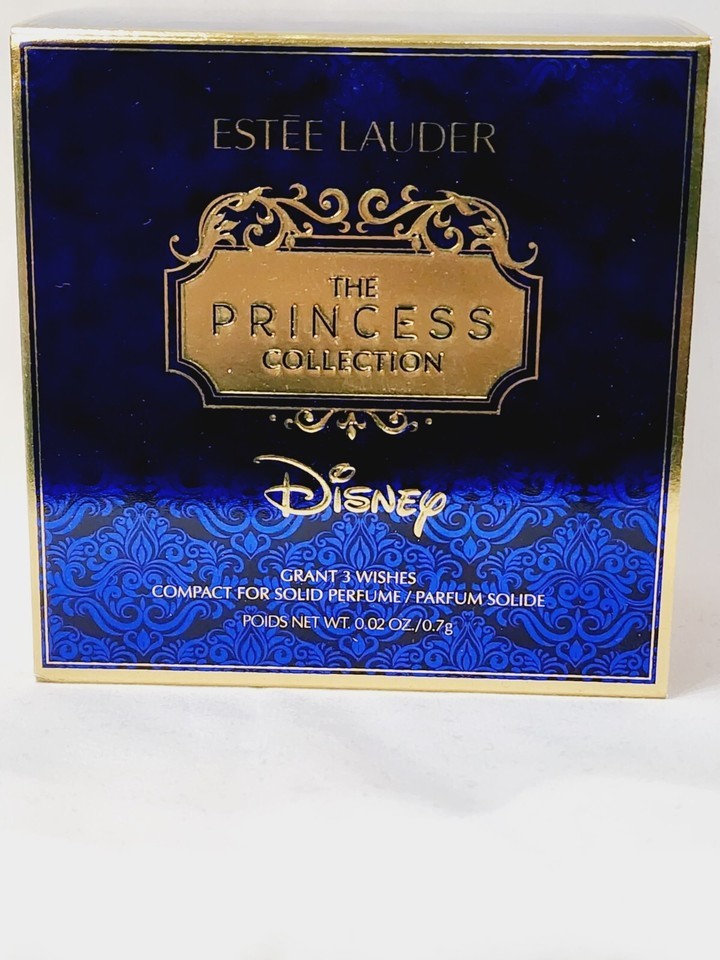 ESTĒE LAUDER
THE
PRINCESS
COLLECTION
Disney
GRANT 3 WISHES
COMPACT FOR SOLID PERFUME / PARFUM SOLIDE
POIDS NET WT. 0.02 OZ./0.7g